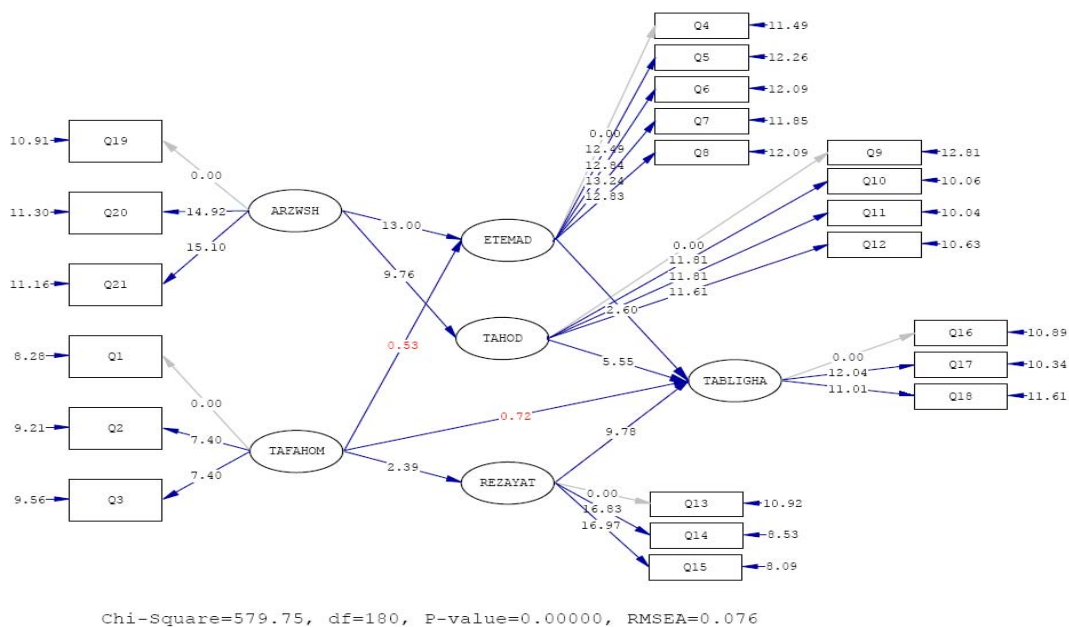 Q4 11.49
Q5 12.26
Q6 12.09
Q7 11.85
Q8 12.09
0.00
12.49
12.84
13.24
12.83
10.91 Q19
0.00
11.30 Q20 14.92 ARZWSH
15.10
11.16 Q21
13.00
9.76
ETEMAD
Q9 12.81
Q10 10.06
Q11 10.04
Q12 10.63
0.00
11.81
11.81
11.61
TAHOD
2.60
5.55
0.53
8.28 Q1
0.00
9.21 Q2 7.40 TAFAHOM
7.40
9.56 Q3
0.72
2.39
TABLIGHA
0.00
12.04
11.01
Q16 10.89
Q17 10.34
Q18 11.61
9.78
REZAYAT
0.00
16.83
16.97
Q13 10.92
Q14 8.53
Q15 8.09
Chi-Square=579.75, df=180, P-value=0.00000, RMSEA=0.076